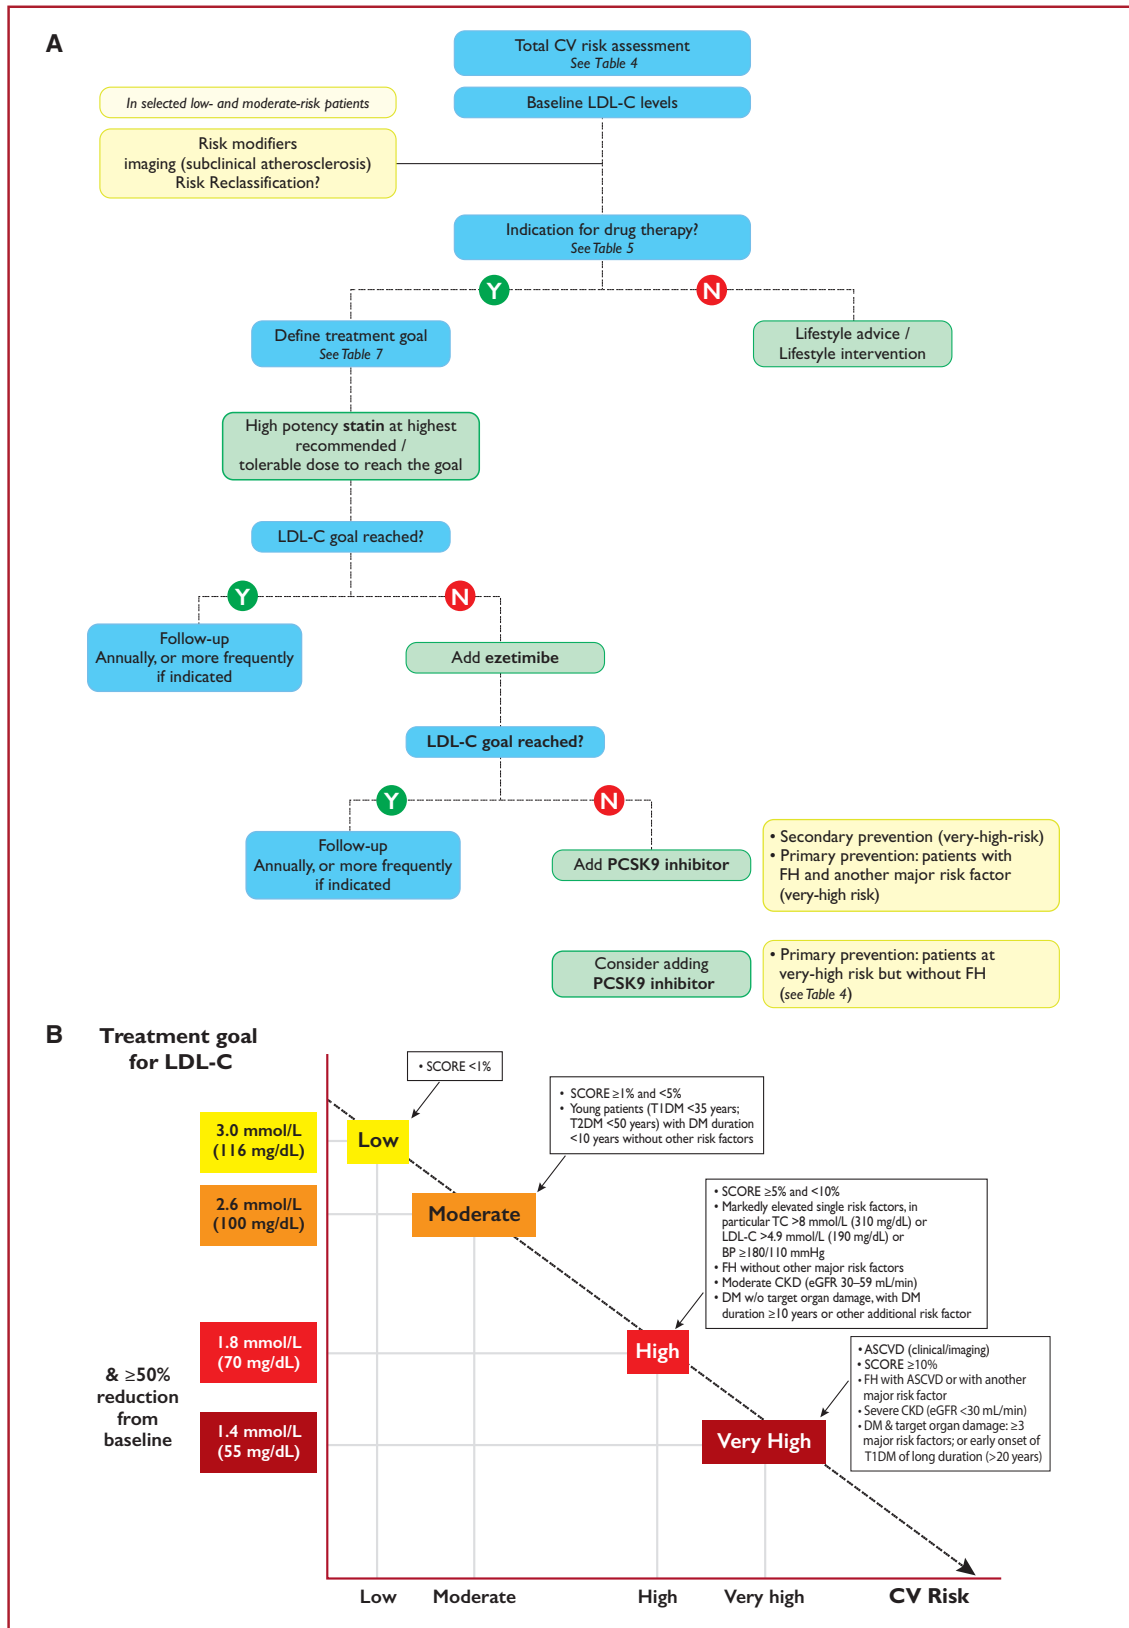 A
Total CV risk assessment
See Table 4
In selected low- and moderate-risk patients
Baseline LDL-C levels
Risk modifiers
imaging (subclinical atherosclerosis)
Risk Reclassification?
Indication for drug therapy?
See Table 5
Y
N
Define treatment goal
See Table 7
Lifestyle advice /
Lifestyle intervention
High potency statin at highest
recommended /
tolerable dose to reach the goal
LDL-C goal reached?
Y
N
Follow-up
Annually, or more frequently
if indicated
Add ezetimibe
LDL-C goal reached?
Y
N
Follow-up
Annually, or more frequently
if indicated
Add PCSK9 inhibitor
• Secondary prevention (very-high-risk)
• Primary prevention: patients with
FH and another major risk factor
(very-high risk)
Consider adding
PCSK9 inhibitor
• Primary prevention: patients at
very-high risk but without FH
(see Table 4)
B
Treatment goal
for LDL-C
• SCORE <1%
• SCORE ≥1% and <5%
• Young patients (T1DM <35 years;
T2DM <50 years) with DM duration
<10 years without other risk factors
3.0 mmol/L
(116 mg/dL)
Low
2.6 mmol/L
(100 mg/dL)
Moderate
• SCORE ≥5% and <10%
• Markedly elevated single risk factors, in
particular TC >8 mmol/L (310 mg/dL) or
LDL-C >4.9 mmol/L (190 mg/dL) or
BP ≥180/110 mmHg
• FH without other major risk factors
• Moderate CKD (eGFR 30–59 mL/min)
• DM w/o target organ damage, with DM
duration ≥10 years or other additional risk factor
1.8 mmol/L
(70 mg/dL)
High
• ASCVD (clinical/imaging)
• SCORE ≥10%
• FH with ASCVD or with another
major risk factor
• Severe CKD (eGFR <30 mL/min)
• DM & target organ damage: ≥3
major risk factors; or early onset of
T1DM of long duration (>20 years)
& ≥50%
reduction
from
baseline
1.4 mmol/L
(55 mg/dL)
Very High
Low
Moderate
High
Very high
CV Risk